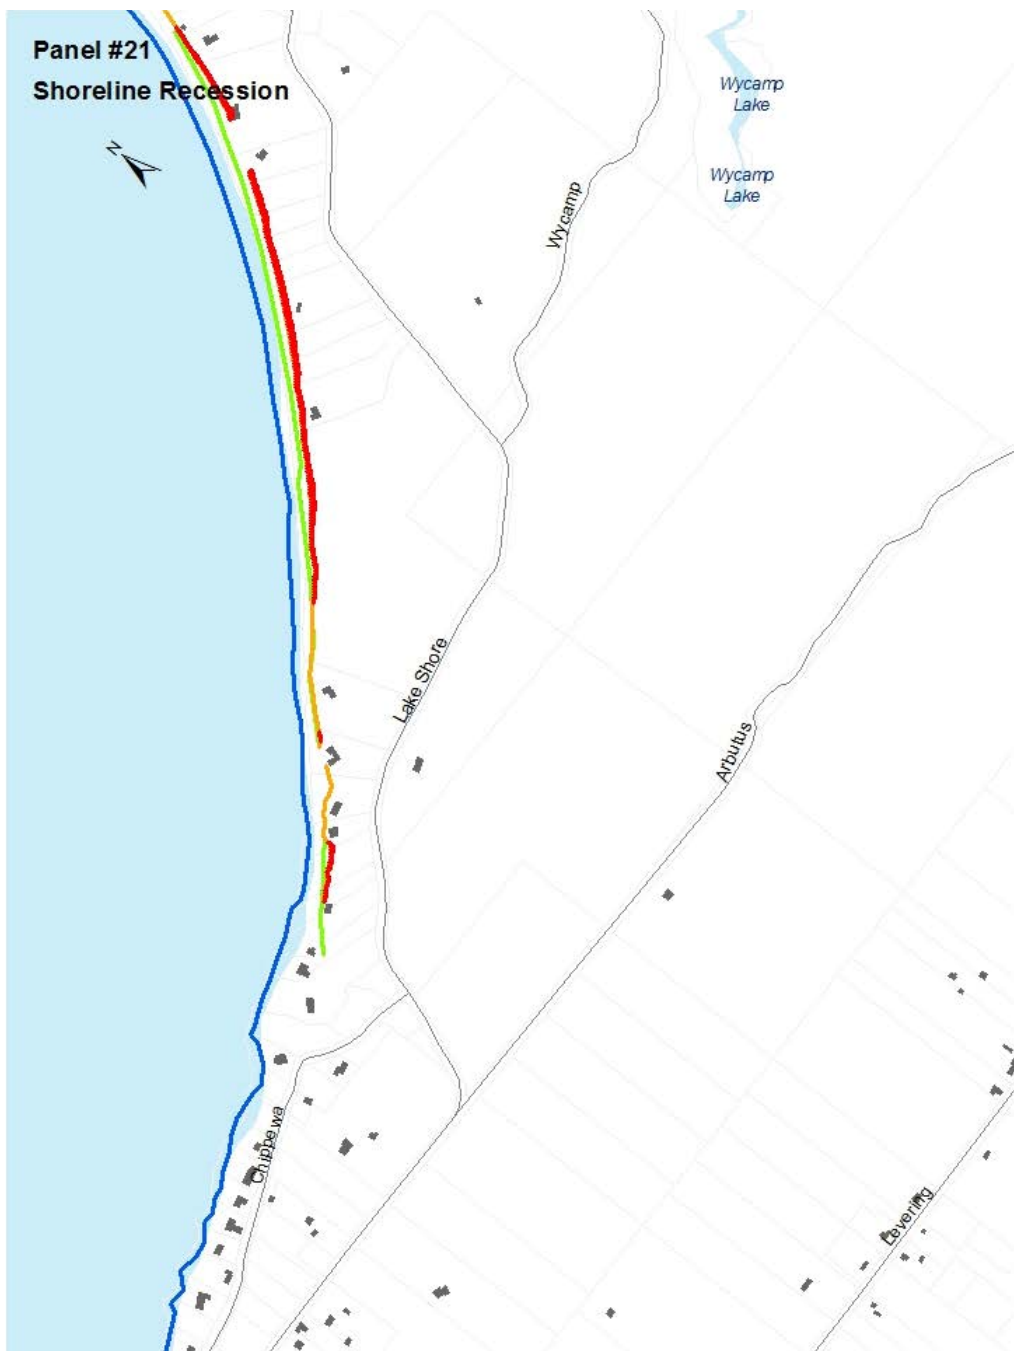 Panel #21
Shoreline Recession
N
Wycamp
Lake
Wycamp
Lake
Wycamp
Lake Shore
Arbutus
Chippewa
Levering